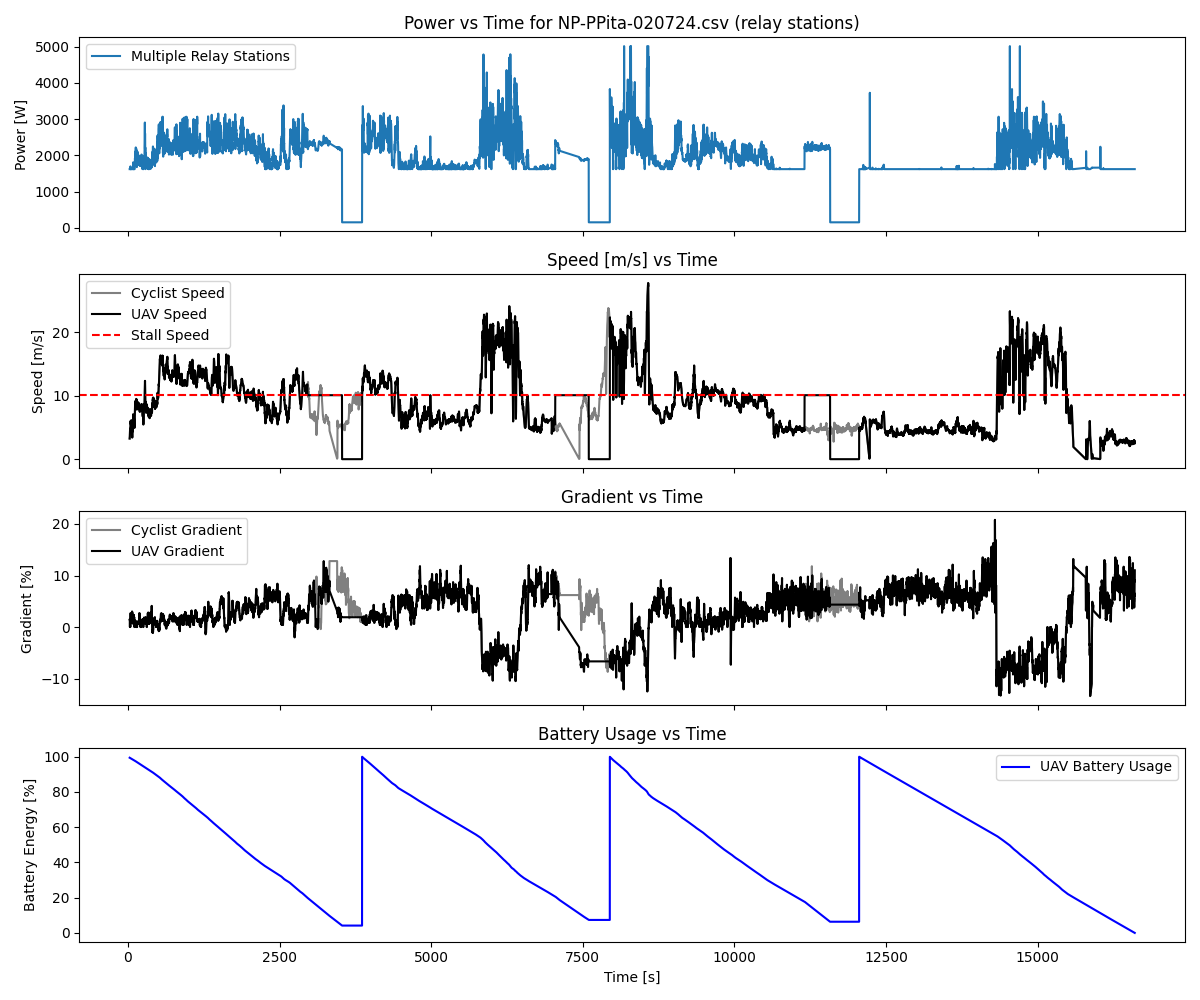 Power vs Time for NP-PPita-020724.csv (relay stations)
Power [W]
5000
4000
3000
2000
1000
0
Multiple Relay Stations
Speed [m/s] vs Time
Speed [m/s]
20
10
0
Cyclist Speed
UAV Speed
Stall Speed
Gradient vs Time
Gradient [%]
20
10
0
−10
Cyclist Gradient
UAV Gradient
Battery Usage vs Time
Battery Energy [%]
100
80
60
40
20
0
UAV Battery Usage
0 2500 5000 7500 10000 12500 15000
Time [s]